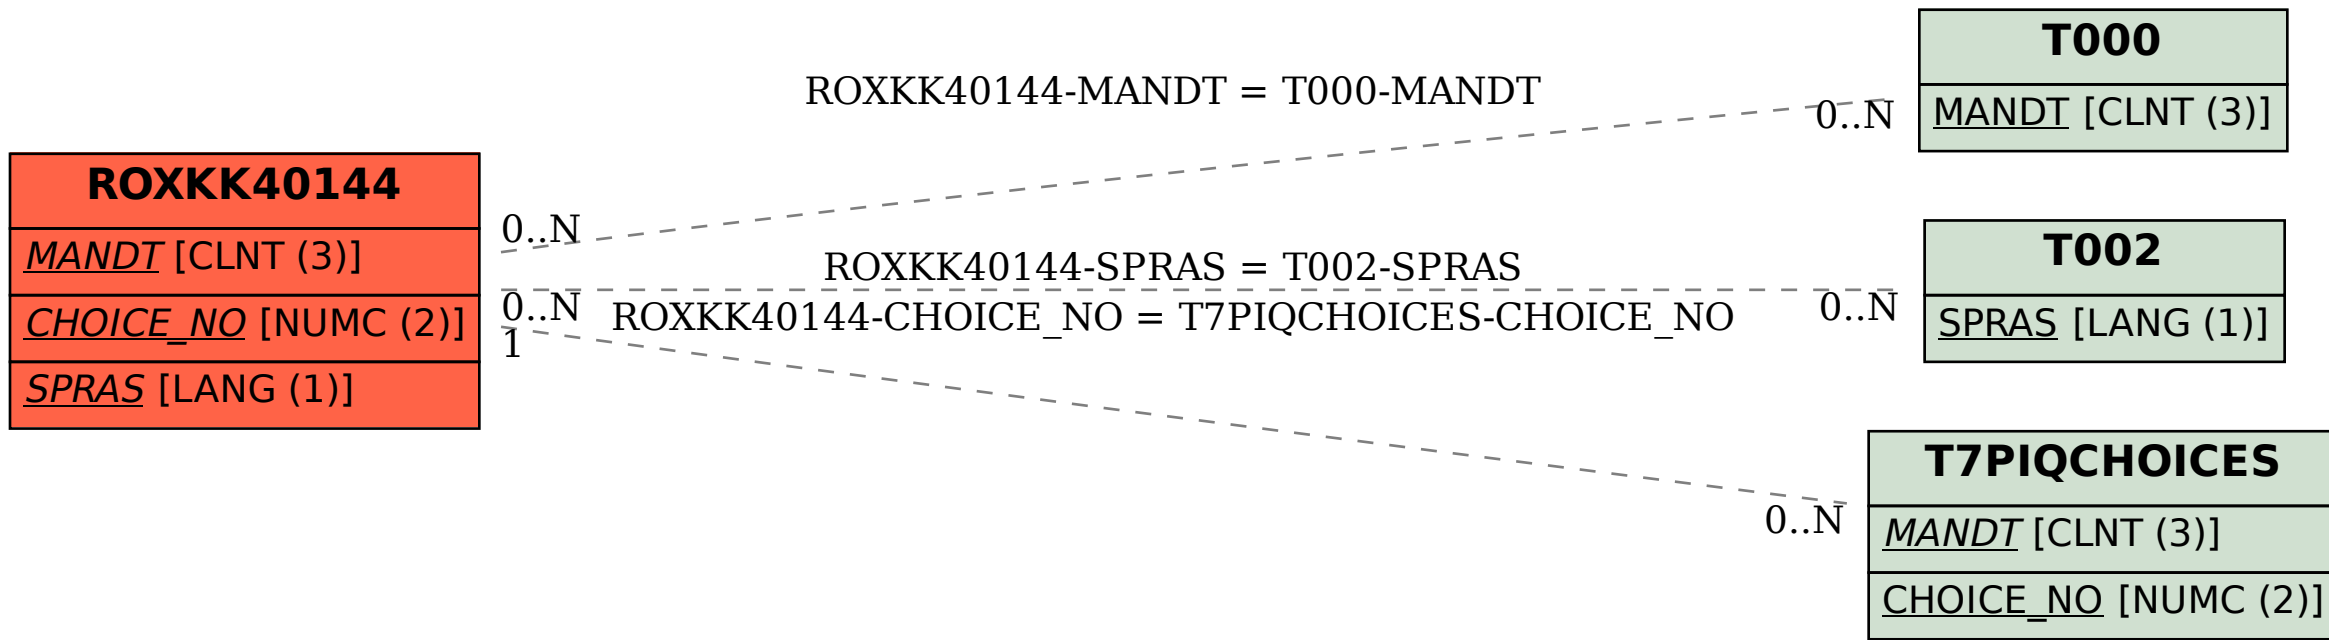 ROXKK40144
MANDT [CLNT (3)]
CHOICE_NO [NUMC (2)]
SPRAS [LANG (1)]
ROXKK40144-MANDT = T000-MANDT
0..N
0..N
ROXKK40144-SPRAS = T002-SPRAS
0..N
0..N
ROXKK40144-CHOICE_NO = T7PIQCHOICES-CHOICE_NO
1
0..N
T000
MANDT [CLNT (3)]
T002
SPRAS [LANG (1)]
T7PIQCHOICES
MANDT [CLNT (3)]
CHOICE_NO [NUMC (2)]